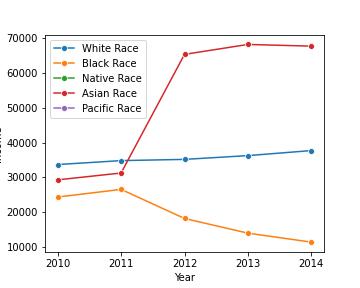 70000
60000
50000
40000
30000
20000
10000
White Race
Black Race
Native Race
Asian Race
Pacific Race
2010 2011 2012 2013 2014
Year